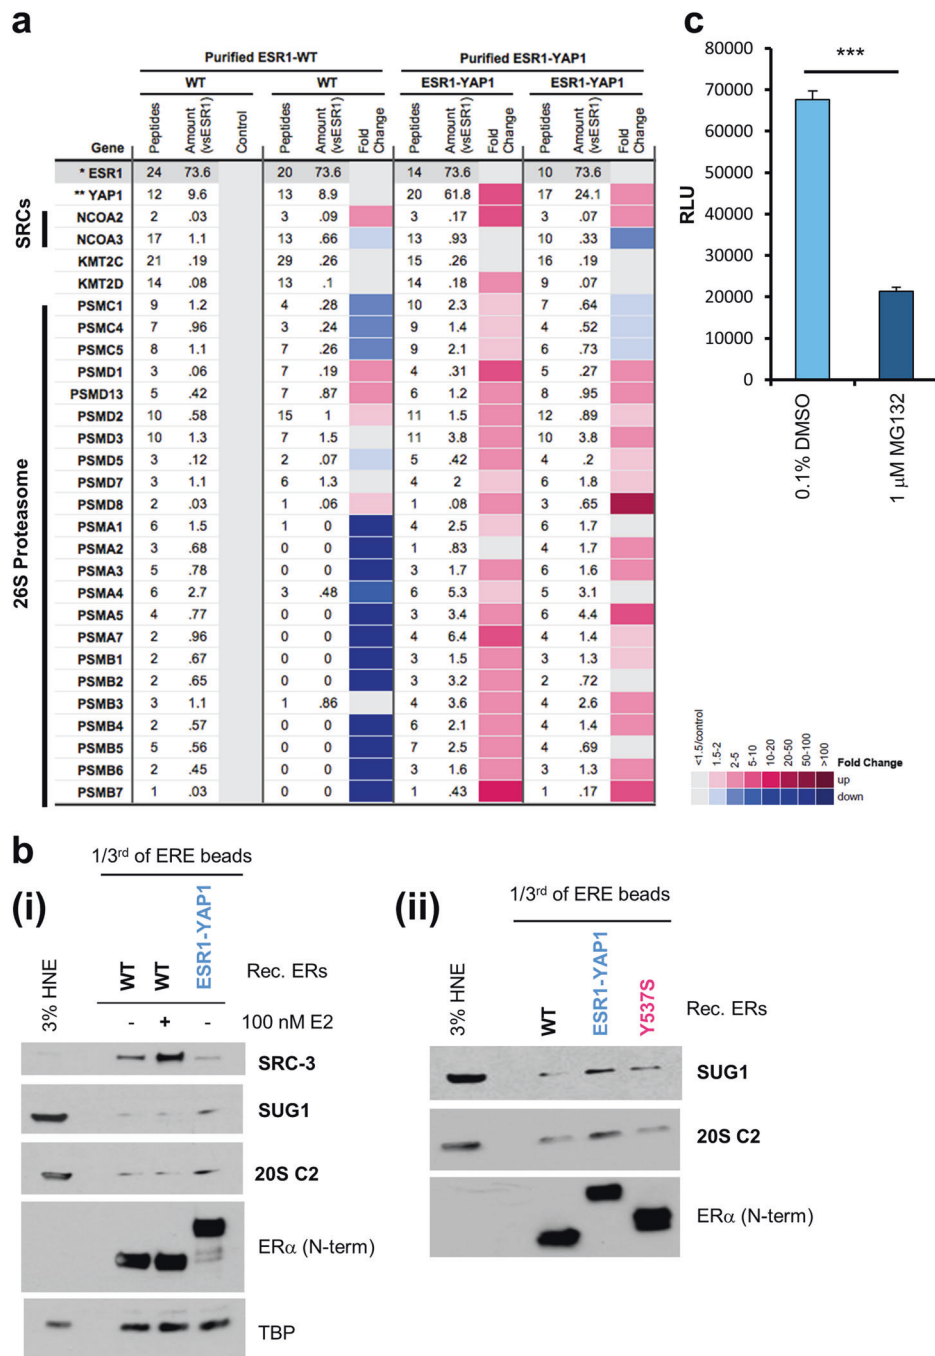 a
Purified ESR1-WT Purified ESR1-YAP1
WT WT ESR1-YAP1 ESR1-YAP1
Gene Peptides Amount (vsESR1) Control Peptides Amount (vsESR1) Fold Change Peptides Amount (vsESR1) Fold Change Peptides Amount (vsESR1) Fold Change
* ESR1 24 73.6 20 73.6 14 73.6 10 73.6
** YAP1 12 9.6 13 8.9 20 61.8 17 24.1
SRCs
NCOA2 2 .03 3 .09 3 .17 3 .07
NCOA3 17 1.1 13 .66 13 .93 10 .33
KMT2C 21 .19 29 .26 15 .26 16 .19
KMT2D 14 .08 13 .1 14 .18 9 .07
26S Proteasome
PSMC1 9 1.2 4 .28 10 2.3 7 .64
PSMC4 7 .96 3 .24 9 1.4 4 .52
PSMC5 8 1.1 7 .26 9 2.1 6 .73
PSMD1 3 .06 7 .19 4 .31 5 .27
PSMD13 5 .42 7 .87 6 1.2 8 .95
PSMD2 10 .58 15 1 11 1.5 12 .89
PSMD3 10 1.3 7 1.5 11 3.8 10 3.8
PSMD5 3 .12 2 .07 5 .42 4 .2
PSMD7 3 1.1 6 1.3 4 2 6 1.8
PSMD8 2 .03 1 .06 1 .08 3 .65
PSMA1 6 1.5 1 0 4 2.5 6 1.7
PSMA2 3 .68 0 0 1 .83 4 1.7
PSMA3 5 .78 0 0 3 1.7 6 1.6
PSMA4 6 2.7 3 .48 6 5.3 5 3.1
PSMA5 4 .77 0 0 3 3.4 6 4.4
PSMA7 2 .96 0 0 4 6.4 4 1.4
PSMB1 2 .67 0 0 3 1.5 3 1.3
PSMB2 2 .65 0 0 3 3.2 2 .72
PSMB3 3 1.1 1 .86 4 3.6 4 2.6
PSMB4 2 .57 0 0 6 2.1 4 1.4
PSMB5 5 .56 0 0 7 2.5 4 .69
PSMB6 2 .45 0 0 3 1.6 3 1.3
PSMB7 1 .03 0 0 1 .43 1 .17
c
***
RLU
80000
70000
60000
50000
40000
30000
20000
10000
0
0.1% DMSO
1 μM MG132
<1.5/control 1.5-2 2-5 5-10 10-20 20-50 50-100 >100 Fold Change
up
down
b
(i)
1/3rd of ERE beads
3% HNE WT WT ESR1-YAP1 Rec. ERs
- + - 100 nM E2
SRC-3
SUG1
20S C2
ERα (N-term)
TBP
(ii)
1/3rd of ERE beads
3% HNE WT ESR1-YAP1 Y537S Rec. ERs
SUG1
20S C2
ERα (N-term)